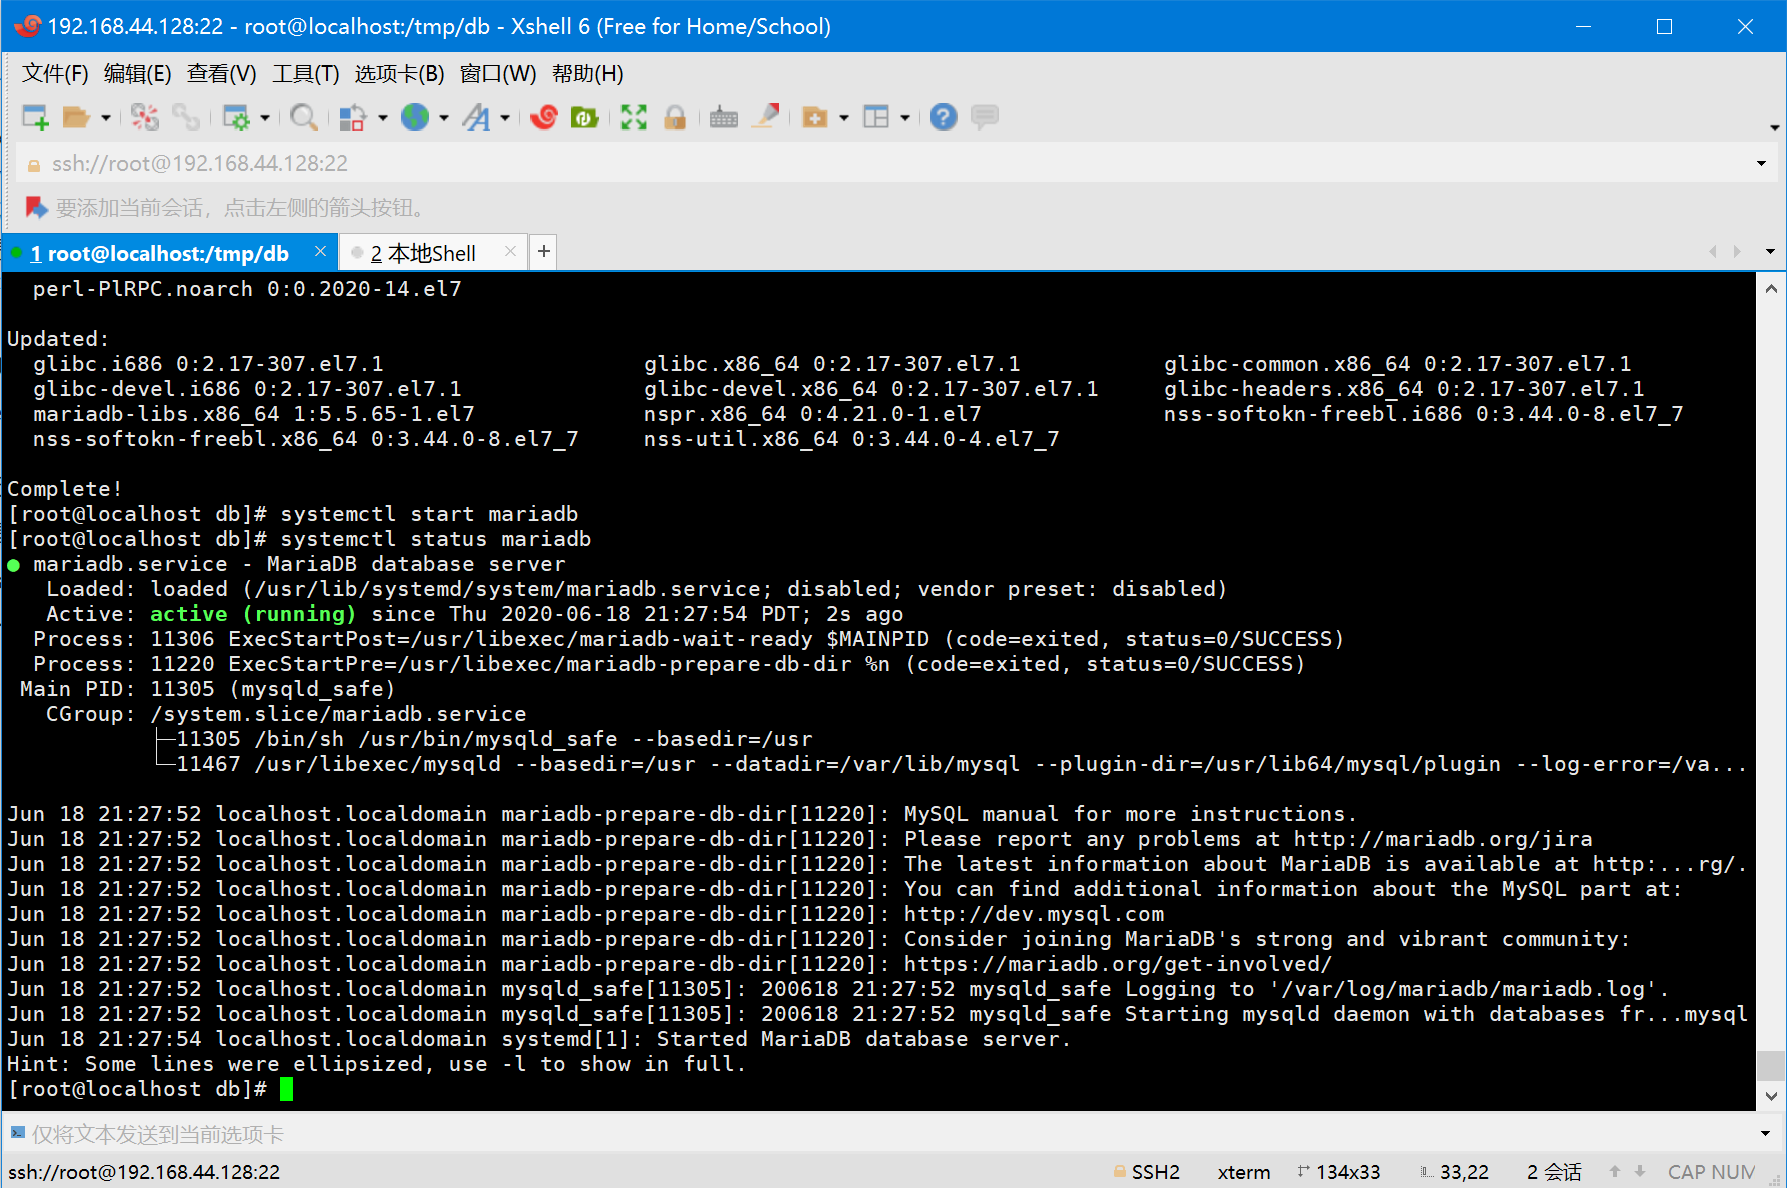 192.168.44.128:22 - root@localhost:/tmp/db - Xshell 6 (Free for Home/School)
文件(F) 编辑(E) 查看(V) 工具(T) 选项卡(B) 窗口(W) 帮助(H)
ssh://root@192.168.44.128:22
要添加当前会话，点击左侧的箭头按钮。
1 root@localhost:/tmp/db × 2 本地Shell × +
perl-PlRPC.noarch 0:0.2020-14.el7
Updated:
glibc.i686 0:2.17-307.el7.1 glibc.x86_64 0:2.17-307.el7.1 glibc-common.x86_64 0:2.17-307.el7.1
glibc-devel.i686 0:2.17-307.el7.1 glibc-devel.x86_64 0:2.17-307.el7.1 glibc-headers.x86_64 0:2.17-307.el7.1
mariadb-libs.x86_64 1:5.5.65-1.el7 nspr.x86_64 0:4.21.0-1.el7 nss-softokn-freebl.i686 0:3.44.0-8.el7_7
nss-softokn-freebl.x86_64 0:3.44.0-8.el7_7 nss-util.x86_64 0:3.44.0-4.el7_7
Complete!
[root@localhost db]# systemctl start mariadb
[root@localhost db]# systemctl status mariadb
● mariadb.service - MariaDB database server
Loaded: loaded (/usr/lib/systemd/system/mariadb.service; disabled; vendor preset: disabled)
Active: active (running) since Thu 2020-06-18 21:27:54 PDT; 2s ago
Process: 11306 ExecStartPost=/usr/libexec/mariadb-wait-ready $MAINPID (code=exited, status=0/SUCCESS)
Process: 11220 ExecStartPre=/usr/libexec/mariadb-prepare-db-dir %n (code=exited, status=0/SUCCESS)
Main PID: 11305 (mysqld_safe)
CGroup: /system.slice/mariadb.service
├─11305 /bin/sh /usr/bin/mysqld_safe --basedir=/usr
└─11467 /usr/libexec/mysqld --basedir=/usr --datadir=/var/lib/mysql --plugin-dir=/usr/lib64/mysql/plugin --log-error=/va...
Jun 18 21:27:52 localhost.localdomain mariadb-prepare-db-dir[11220]: MySQL manual for more instructions.
Jun 18 21:27:52 localhost.localdomain mariadb-prepare-db-dir[11220]: Please report any problems at http://mariadb.org/jira
Jun 18 21:27:52 localhost.localdomain mariadb-prepare-db-dir[11220]: The latest information about MariaDB is available at http:...rg/.
Jun 18 21:27:52 localhost.localdomain mariadb-prepare-db-dir[11220]: You can find additional information about the MySQL part at:
Jun 18 21:27:52 localhost.localdomain mariadb-prepare-db-dir[11220]: http://dev.mysql.com
Jun 18 21:27:52 localhost.localdomain mariadb-prepare-db-dir[11220]: Consider joining MariaDB's strong and vibrant community:
Jun 18 21:27:52 localhost.localdomain mariadb-prepare-db-dir[11220]: https://mariadb.org/get-involved/
Jun 18 21:27:52 localhost.localdomain mysqld_safe[11305]: 200618 21:27:52 mysqld_safe Logging to '/var/log/mariadb/mariadb.log'.
Jun 18 21:27:52 localhost.localdomain mysqld_safe[11305]: 200618 21:27:52 mysqld_safe Starting mysqld daemon with databases fr...mysql
Jun 18 21:27:54 localhost.localdomain systemd[1]: Started MariaDB database server.
Hint: Some lines were ellipsized, use -l to show in full.
[root@localhost db]#
仅将文本发送到当前选项卡
ssh://root@192.168.44.128:22 SSH2 xterm 134x33 33,22 2 会话 CAP NUM